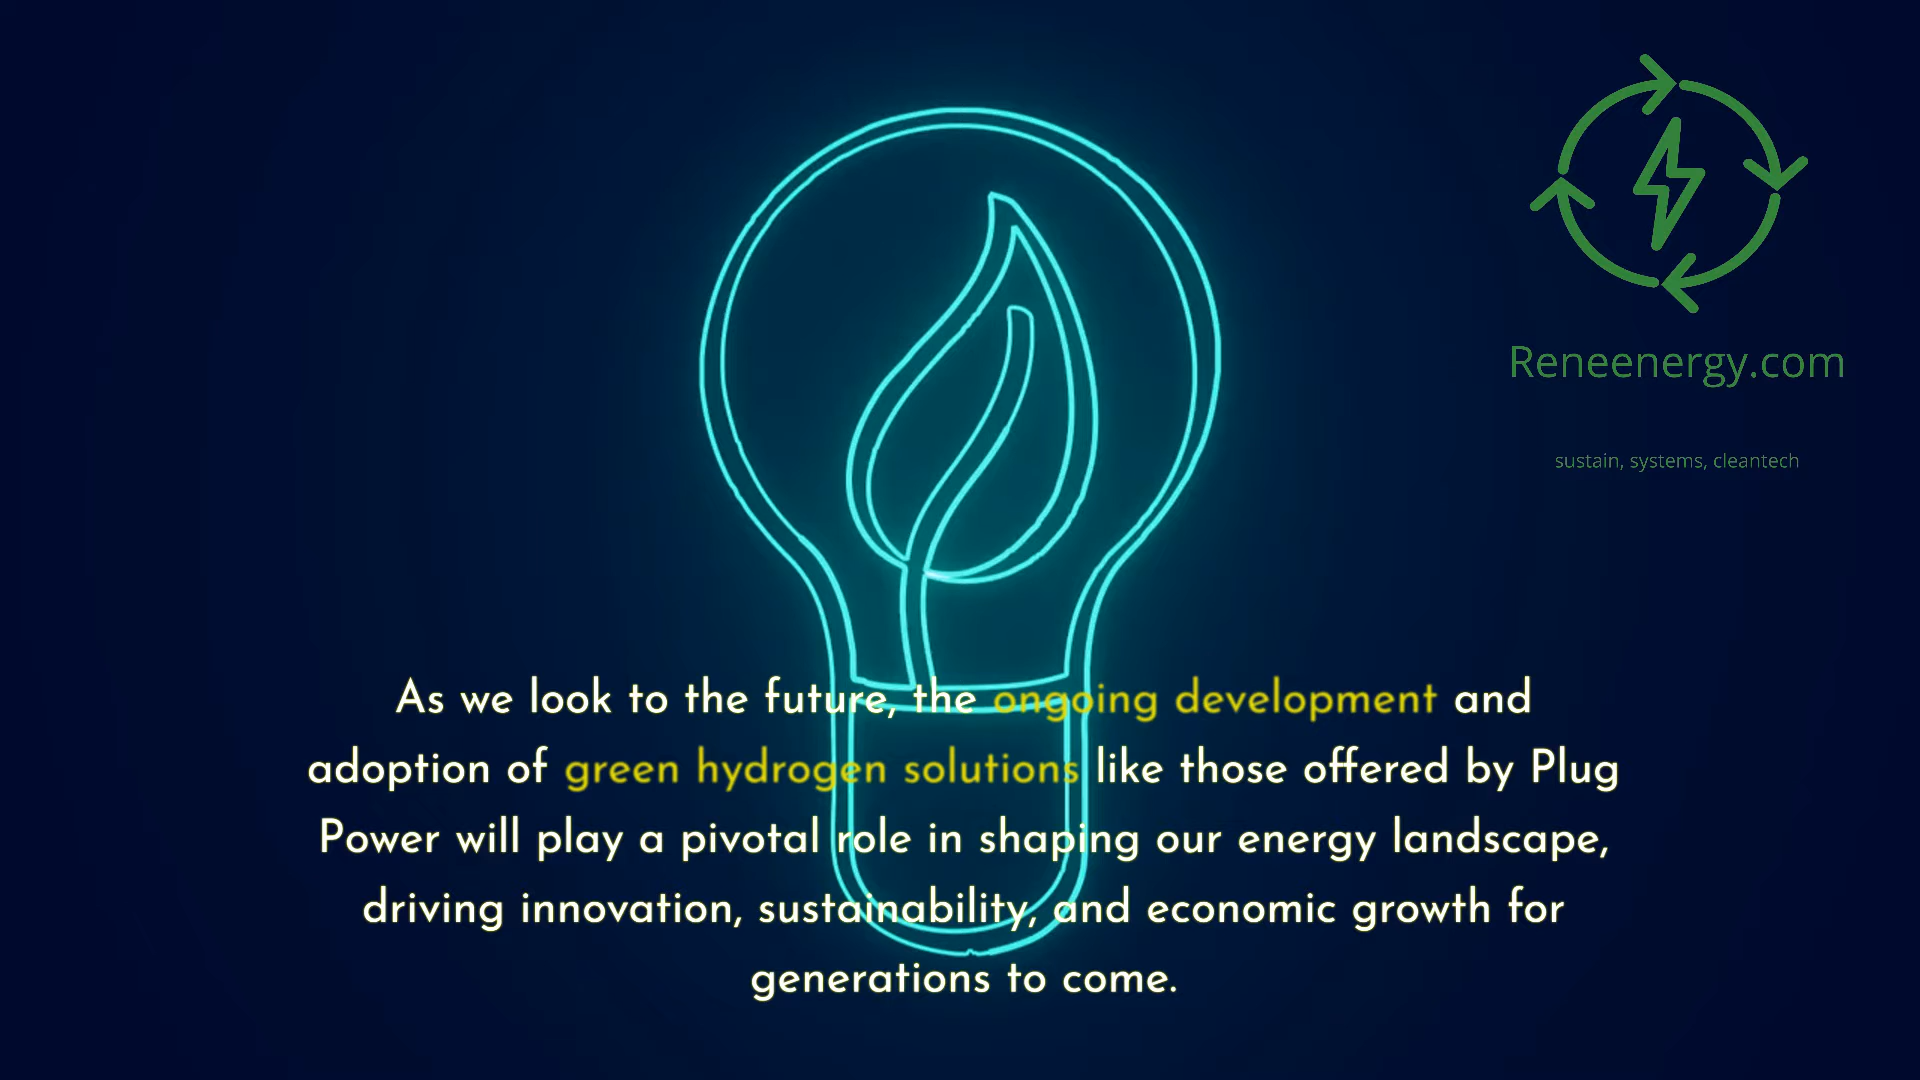 Reneenergy.com
sustain, systems, cleantech
As we look to the future, the ongoing development and
adoption of green hydrogen solutions like those offered by Plug
Power will play a pivotal role in shaping our energy landscape,
driving innovation, sustainability, and economic growth for
generations to come.